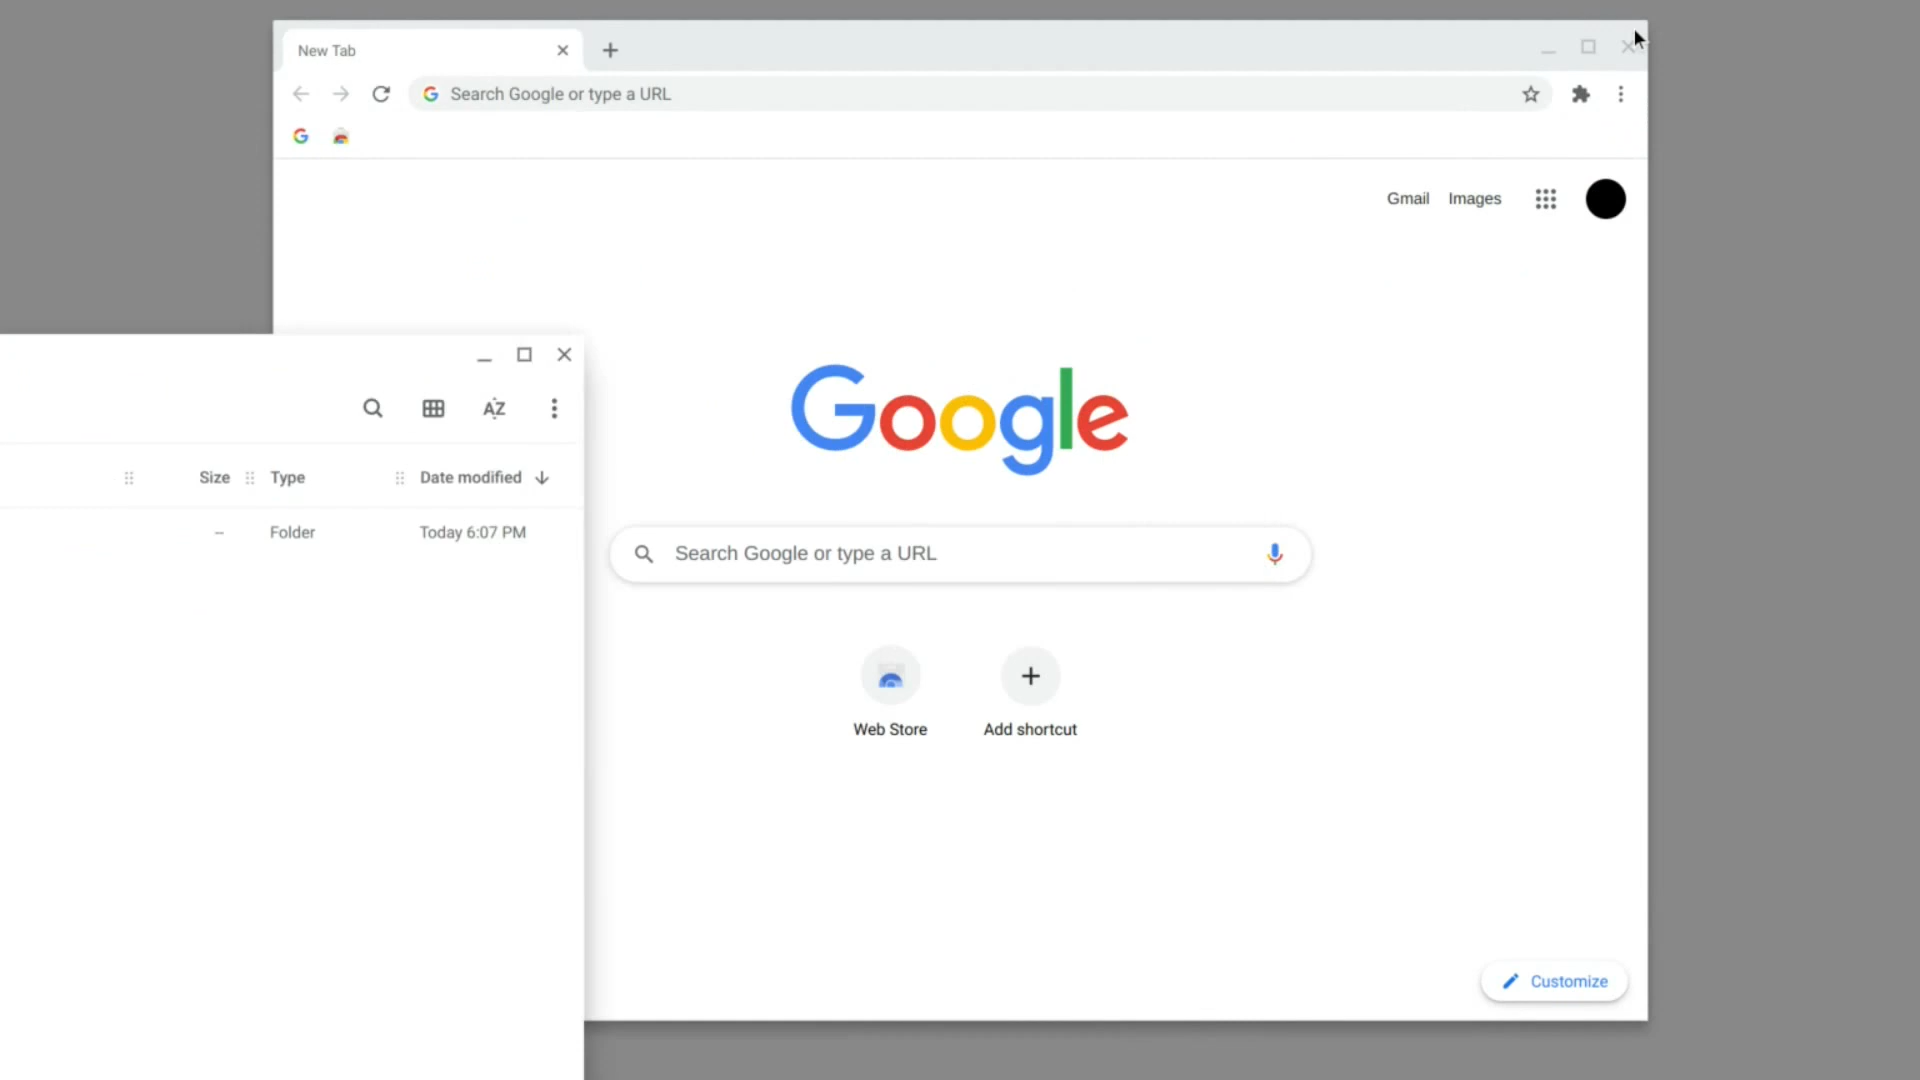 New Tab
Search Google or type a URL
Gmail Images
Google
AZ
Size Type Date modified
-- Folder Today 6:07 PM
Search Google or type a URL
Web Store Add shortcut
Customize